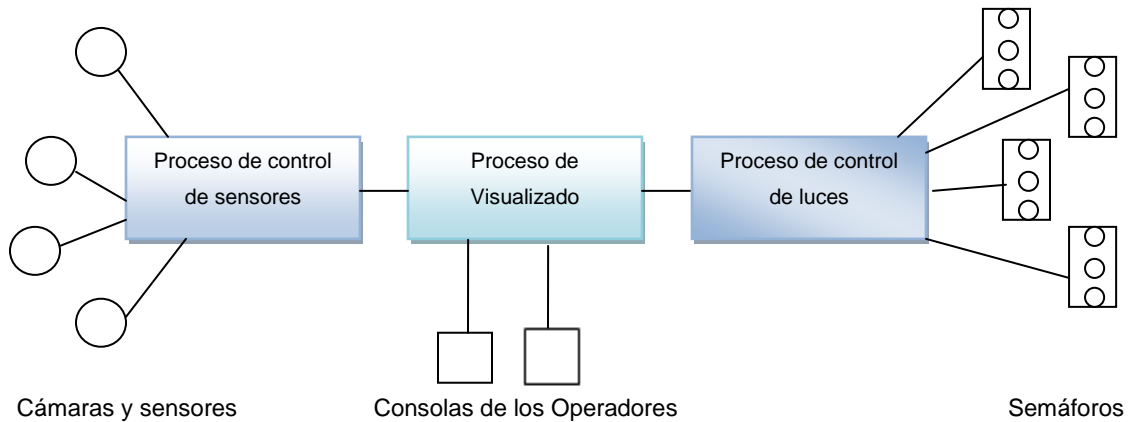 Proceso de control
de sensores
Proceso de
Visualizado
Proceso de control
de luces
Cámaras y sensores
Consolas de los Operadores
Semáforos